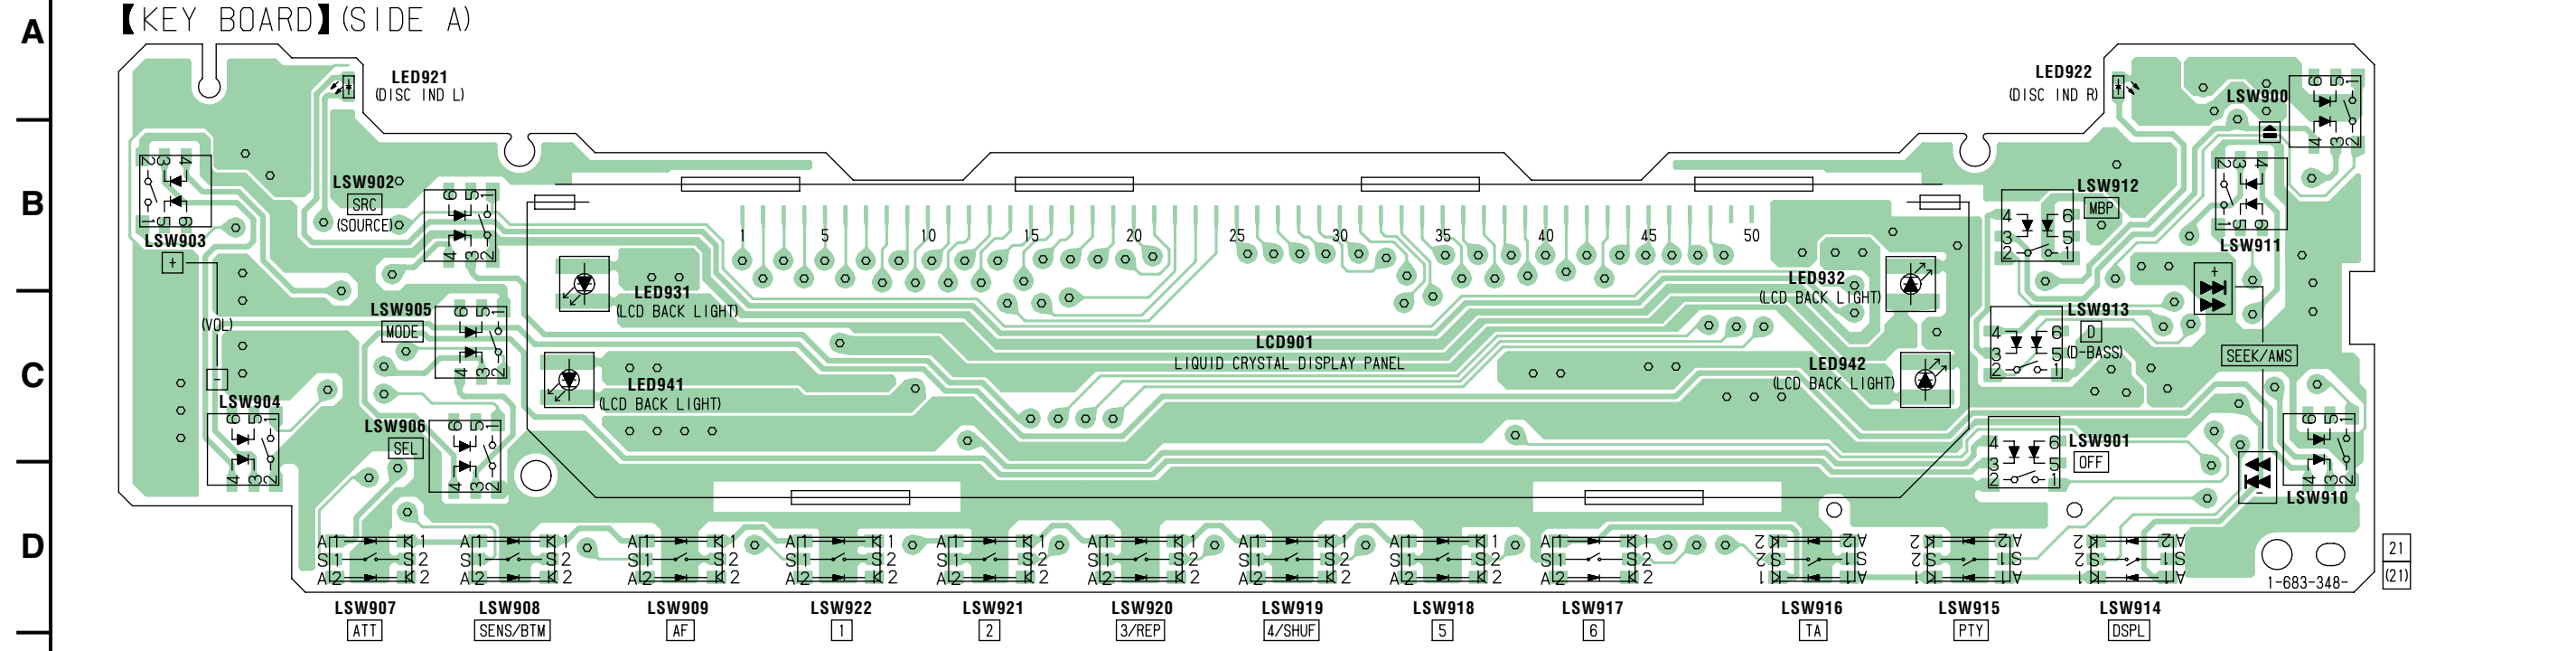 【KEY BOARD】(SIDE A)
A
B
C
D
LED921
(DISC IND L)
LED922
(DISC IND R)
LSW900
LSW902
SRC
(SOURCE)
LSW903
+
LSW912
MBP
LSW911
1 5 10 15 20 25 30 35 40 45 50
LED931
(LCD BACK LIGHT)
LED932
(LCD BACK LIGHT)
LSW905
MODE
(VOL)
LSW913
D
(D-BASS)
+
SEEK/AMS
LCD901
LIQUID CRYSTAL DISPLAY PANEL
LED941
(LCD BACK LIGHT)
LED942
(LCD BACK LIGHT)
-
LSW904
LSW906
SEL
LSW901
OFF
-
LSW910
1-683-348-
21
(21)
LSW907 LSW908 LSW909 LSW922 LSW921 LSW920 LSW919 LSW918 LSW917 LSW916 LSW915 LSW914
ATT SENS/BTM AF 1 2 3/REP 4/SHUF 5 6 TA PTY DSPL